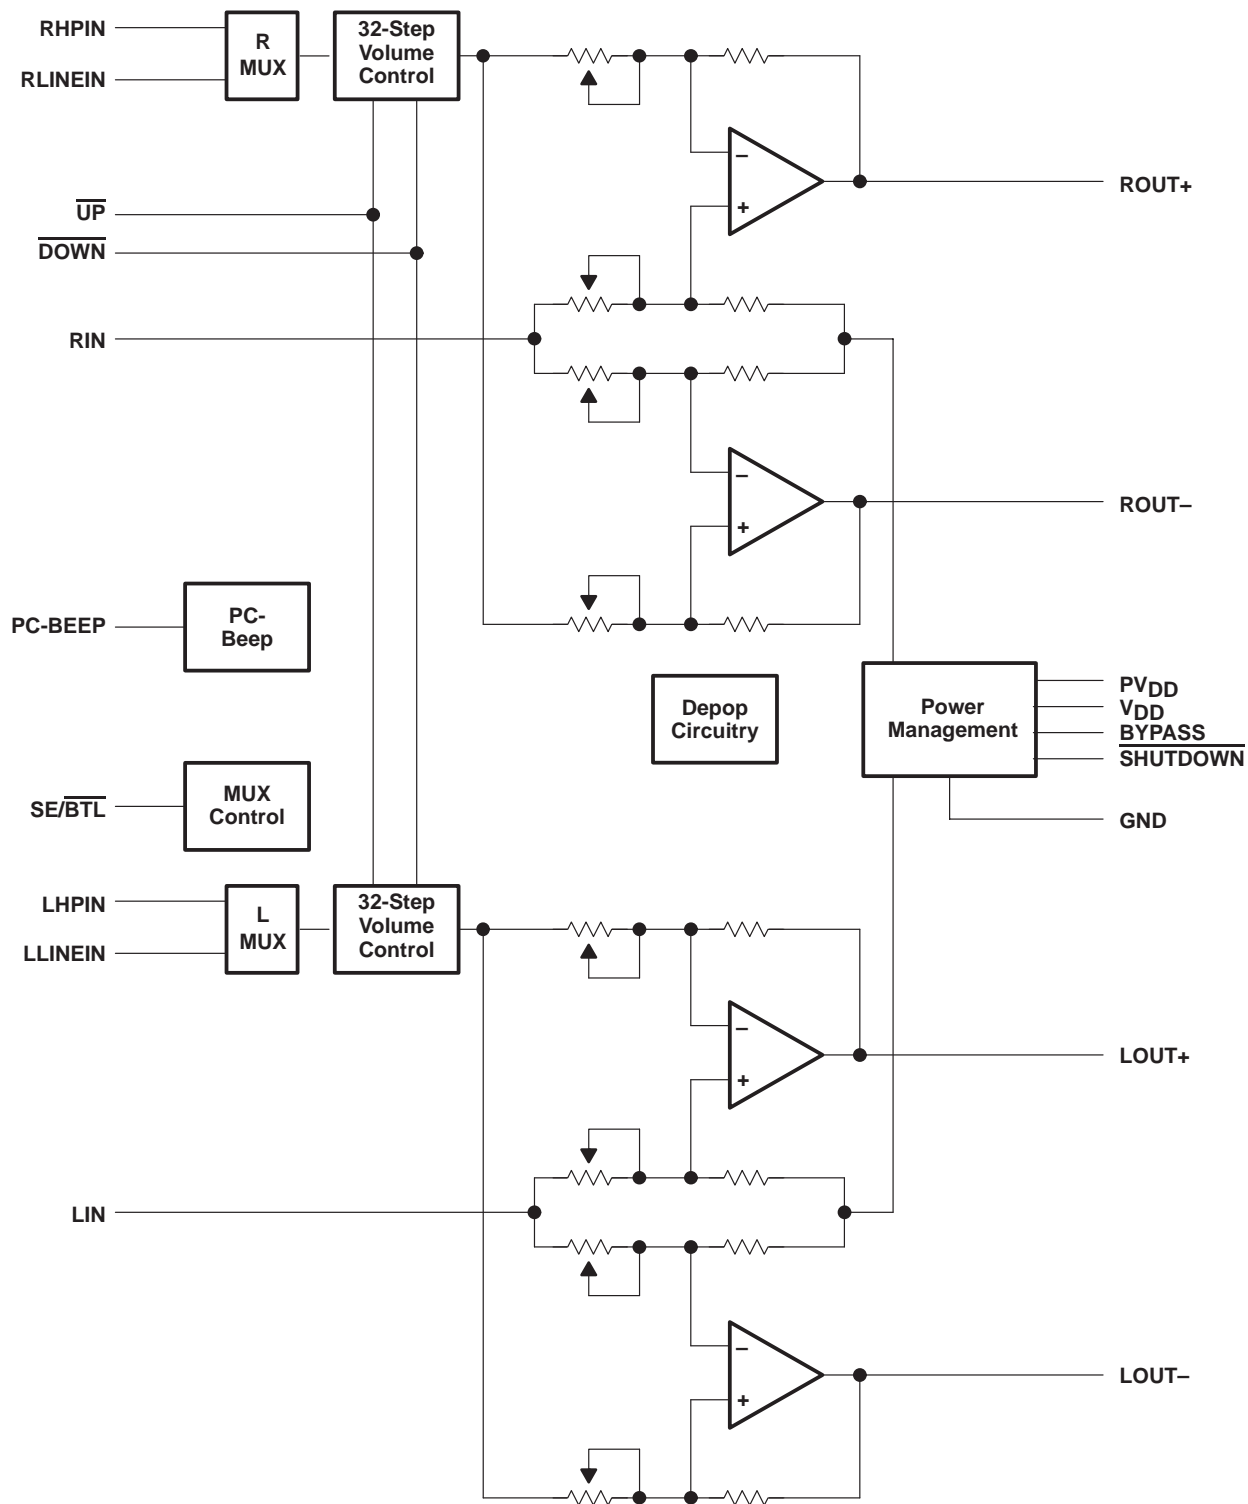 RHPIN
RLINEIN
R
MUX
32-Step
Volume
Control
−
+
ROUT+
UP
DOWN
RIN
−
+
ROUT–
PC-BEEP
PC-
Beep
Depop
Circuitry
Power
Management
PVDD
VDD
BYPASS
SHUTDOWN
GND
SE/BTL
MUX
Control
LHPIN
LLINEIN
L
MUX
32-Step
Volume
Control
−
+
LOUT+
LIN
−
+
LOUT–